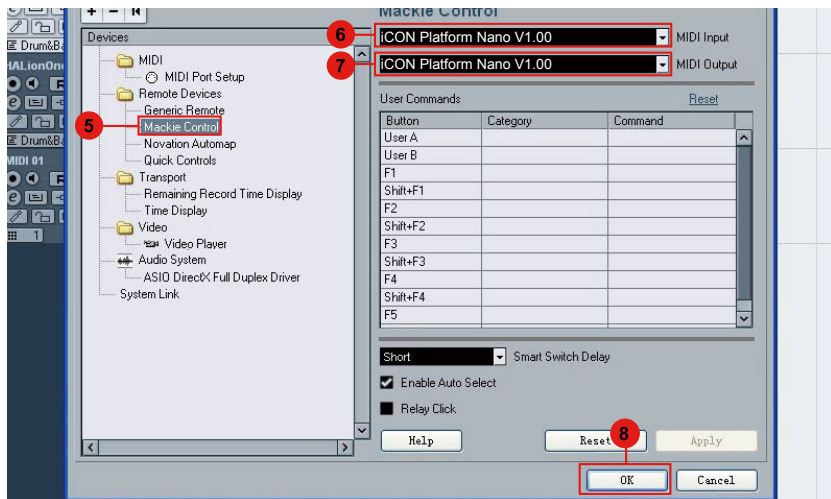 + - 
Mackie Control
Drum&B
Devices
6
iCON Platform Nano V1.00
MIDI Input
HALionOn
MIDI
7
iCON Platform Nano V1.00
MIDI Output
MIDI Port Setup
Remote Devices
User Commands
Reset
Generic Remote
Button
Category
Command
5
Mackie Control
User A
Drum&B
Novation Automap
User B
MIDI 01
Quick Controls
F1
Transport
Shift+F1
Remaining Record Time Display
F2
Time Display
Shift+F2
Video
F3
1
Video Player
Shift+F3
Audio System
F4
ASIO DirectX Full Duplex Driver
Shift+F4
System Link
F5
Short
Smart Switch Delay
Enable Auto Select
Relay Click
Help
Reset
8
Apply
OK
Cancel